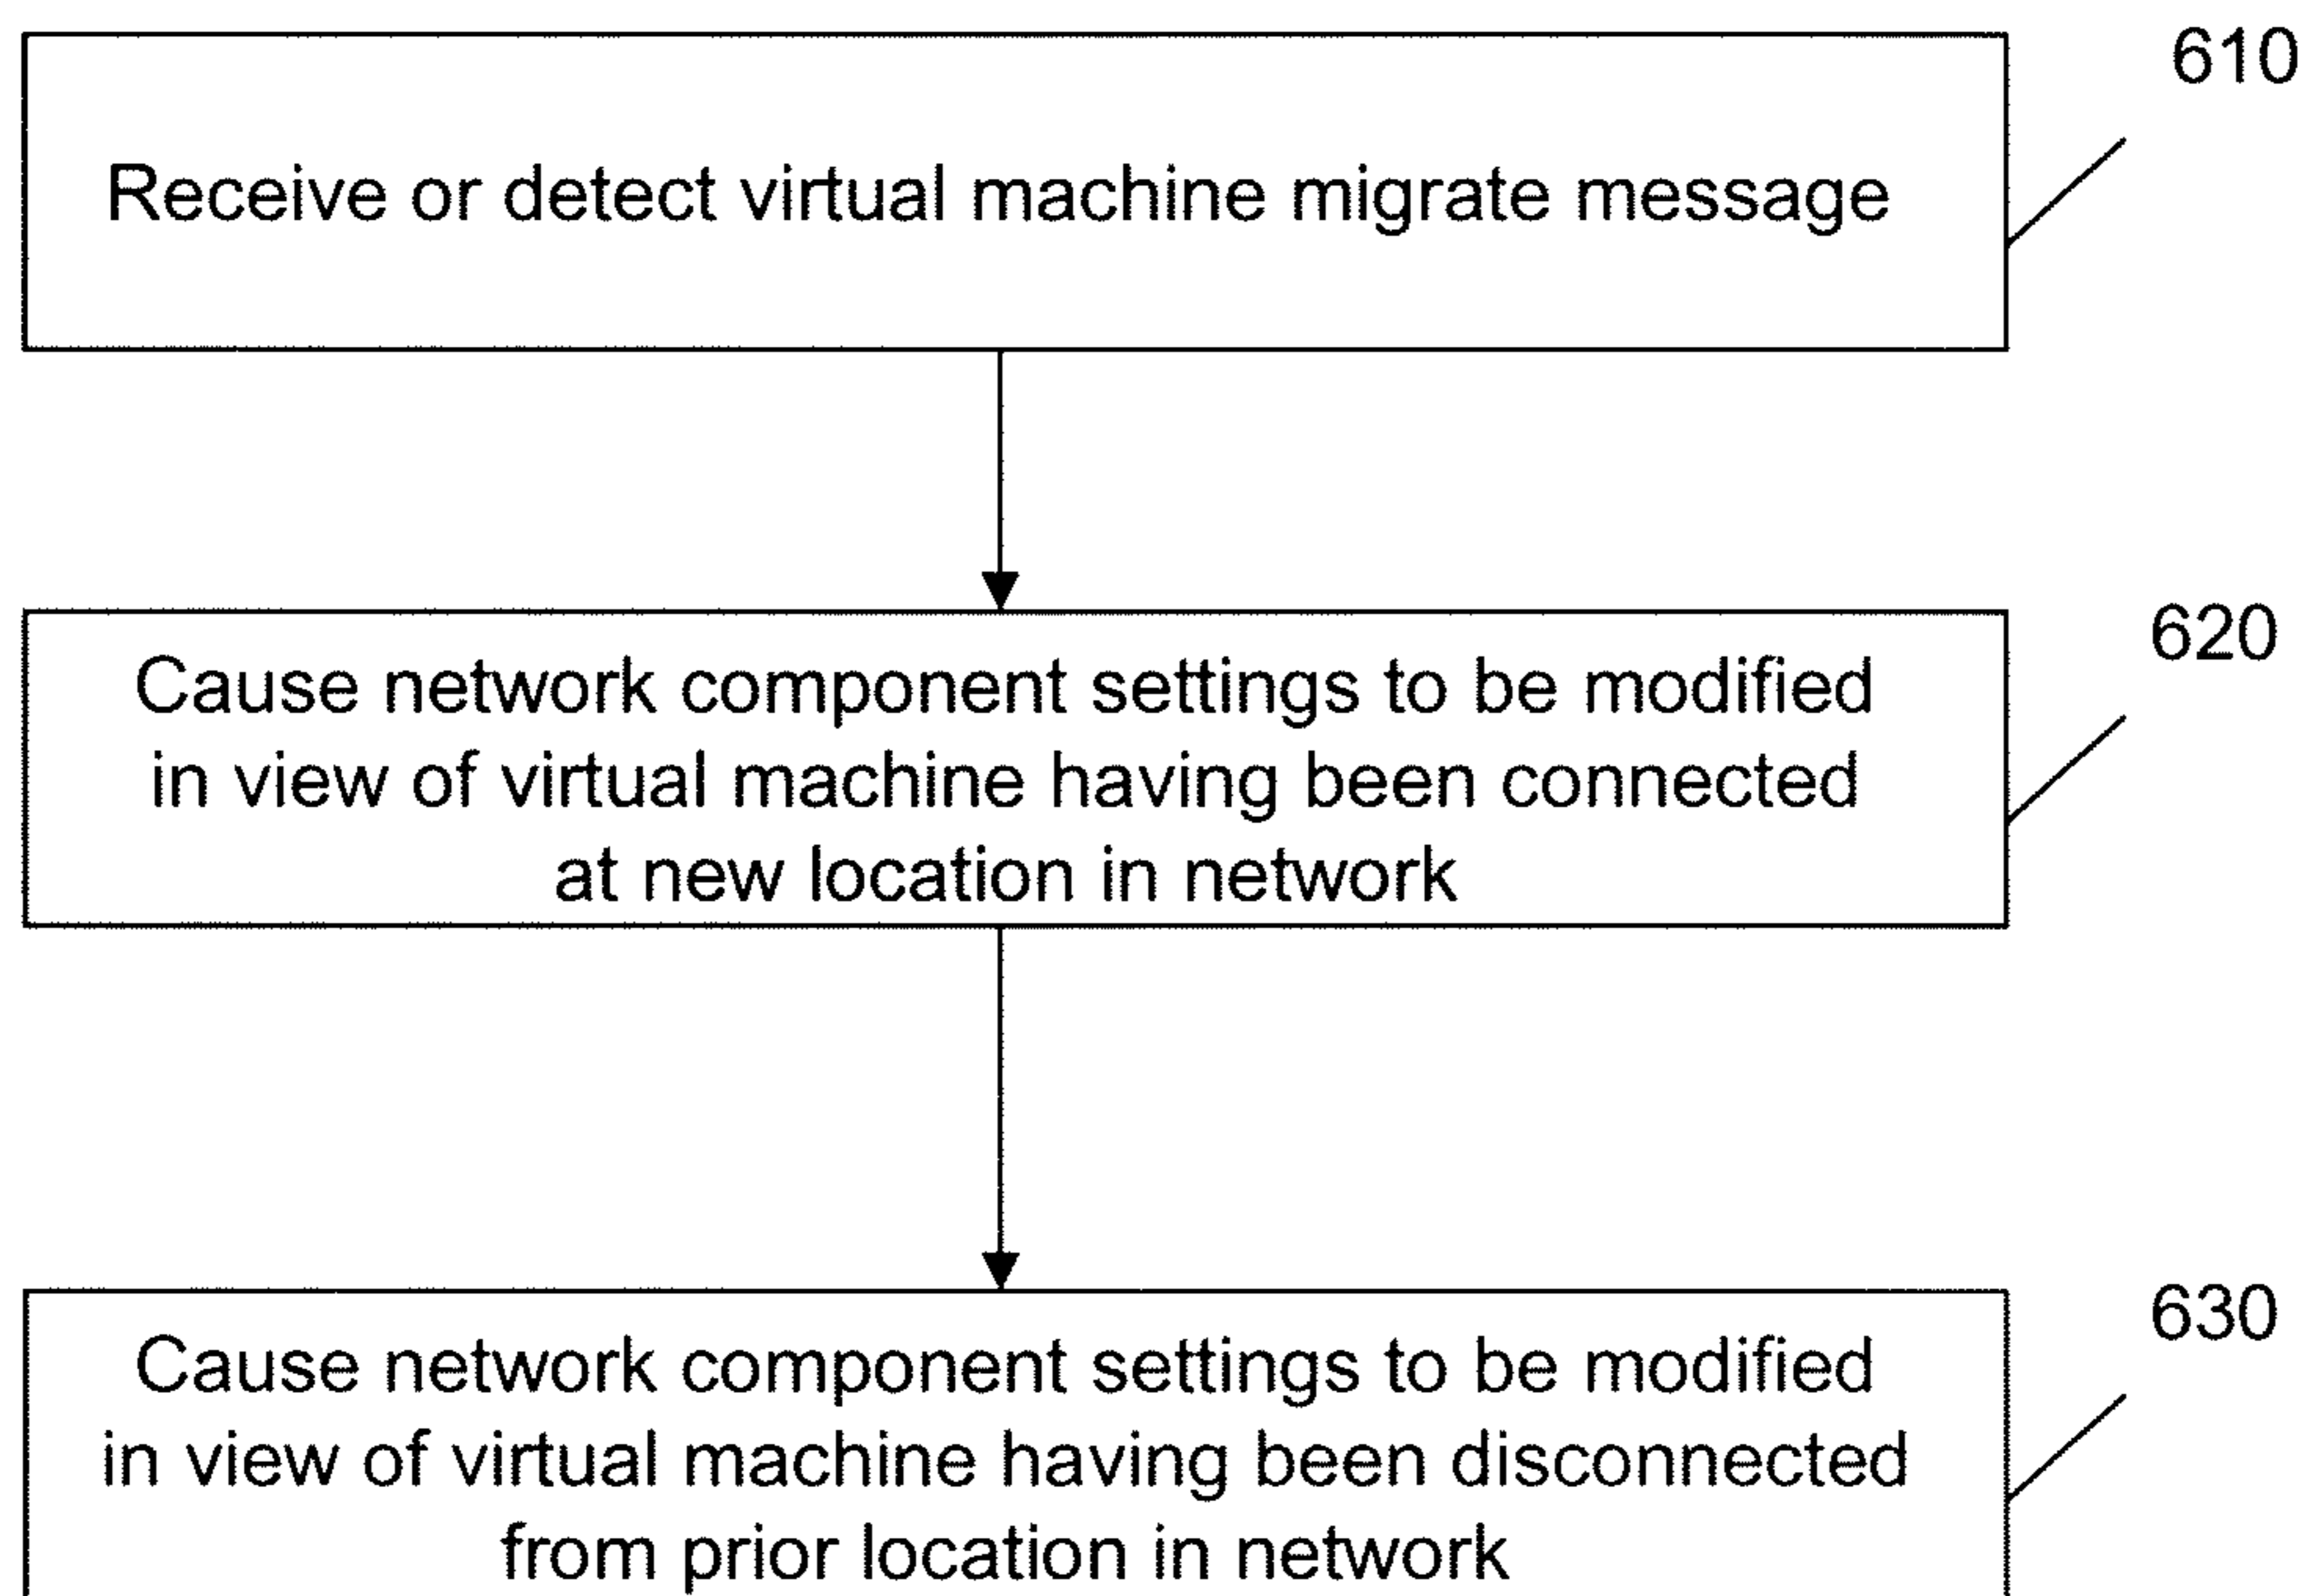 610
Receive or detect virtual machine migrate message
620
Cause network component settings to be modified
in view of virtual machine having been connected
at new location in network
630
Cause network component settings to be modified
in view of virtual machine having been disconnected
from prior location in network